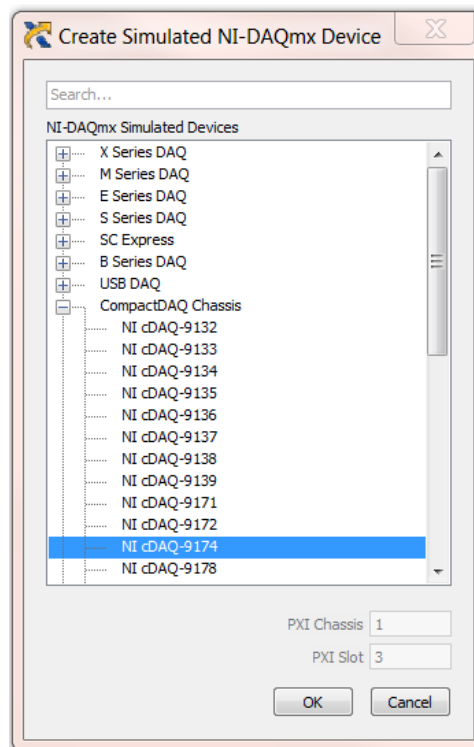 Create Simulated NI-DAQmx Device
Search...
NI-DAQmx Simulated Devices
X Series DAQ
M Series DAQ
E Series DAQ
S Series DAQ
SC Express
B Series DAQ
USB DAQ
CompactDAQ Chassis
NI cDAQ-9132
NI cDAQ-9133
NI cDAQ-9134
NI cDAQ-9135
NI cDAQ-9136
NI cDAQ-9137
NI cDAQ-9138
NI cDAQ-9139
NI cDAQ-9171
NI cDAQ-9172
NI cDAQ-9174
NI cDAQ-9178
PXI Chassis 1
PXI Slot 3
OK Cancel